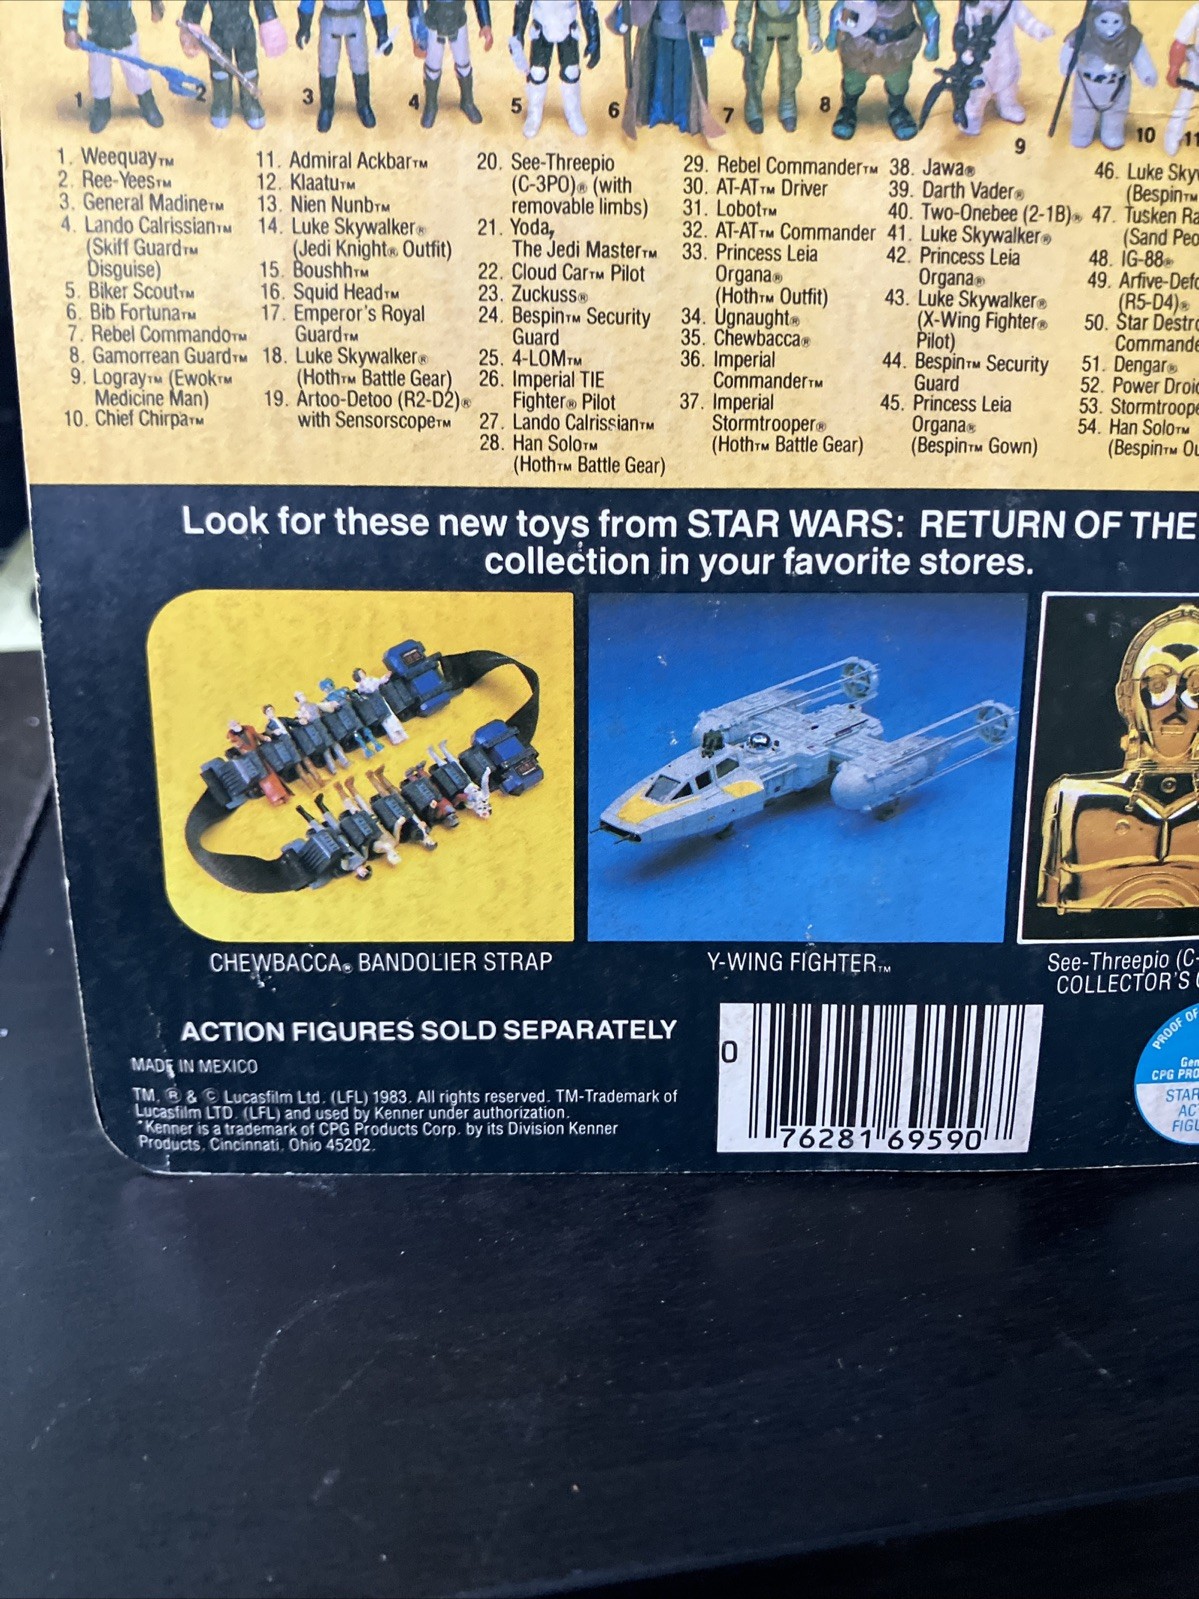 1
2
3
4
5
6
7
8
9
10
11
1. Weequay™
2. Ree-Yees™
3. General Madine™
4. Lando Calrissian™
(Skiff Guard™
Disguise)
5. Biker Scout™
6. Bib Fortuna™
7. Rebel Commando™
8. Gamorrean Guard™
9. Logray™ (Ewok™
Medicine Man)
10. Chief Chirpa™
11. Admiral Ackbar™
12. Klaatu™
13. Nien Nunb™
14. Luke Skywalker®
(Jedi Knight® Outfit)
15. Boushh™
16. Squid Head™
17. Emperor's Royal
Guard™
18. Luke Skywalker®
(Hoth™ Battle Gear)
19. Artoo-Detoo (R2-D2)®
with Sensorscope™
20. See-Threepio
(C-3PO)® (with
removable limbs)
21. Yoda,
The Jedi Master™
22. Cloud Car™ Pilot
23. Zuckuss®
24. Bespin™ Security
Guard
25. 4-LOM™
26. Imperial TIE
Fighter® Pilot
27. Lando Calrissian™
28. Han Solo™
(Hoth™ Battle Gear)
29. Rebel Commander™
30. AT-AT™ Driver
31. Lobot™
32. AT-AT™ Commander
33. Princess Leia
Organa®
(Hoth™ Outfit)
34. Ugnaught®
35. Chewbacca®
36. Imperial
Commander™
37. Imperial
Stormtrooper®
(Hoth™ Battle Gear)
38. Jawa®
39. Darth Vader®
40. Two-Onebee (2-1B)®
41. Luke Skywalker®
42. Princess Leia
Organa®
43. Luke Skywalker®
(X-Wing Fighter®
Pilot)
44. Bespin™ Security
Guard
45. Princess Leia
Organa®
(Bespin™ Gown)
46. Luke Sky
(Bespin™
47. Tusken Ra
(Sand Peo
48. IG-88®
49. Arfive-Defo
(R5-D4)®
50. Star Destro
Commande
51. Dengar®
52. Power Droid
53. Stormtroope
54. Han Solo™
(Bespin™ Ou
Look for these new toys from STAR WARS: RETURN OF THE
collection in your favorite stores.
CHEWBACCA® BANDOLIER STRAP
Y-WING FIGHTER™
See-Threepio (C-
COLLECTOR'S
ACTION FIGURES SOLD SEPARATELY
MADE IN MEXICO
TM, ® & © Lucasfilm Ltd. (LFL) 1983. All rights reserved. TM-Trademark of
Lucasfilm LTD. (LFL) and used by Kenner under authorization.
*Kenner is a trademark of CPG Products Corp. by its Division Kenner
Products, Cincinnati, Ohio 45202.
0 76281 69590
PROOF OF
Gen
CPG PRO
STAR
AC
FIGU